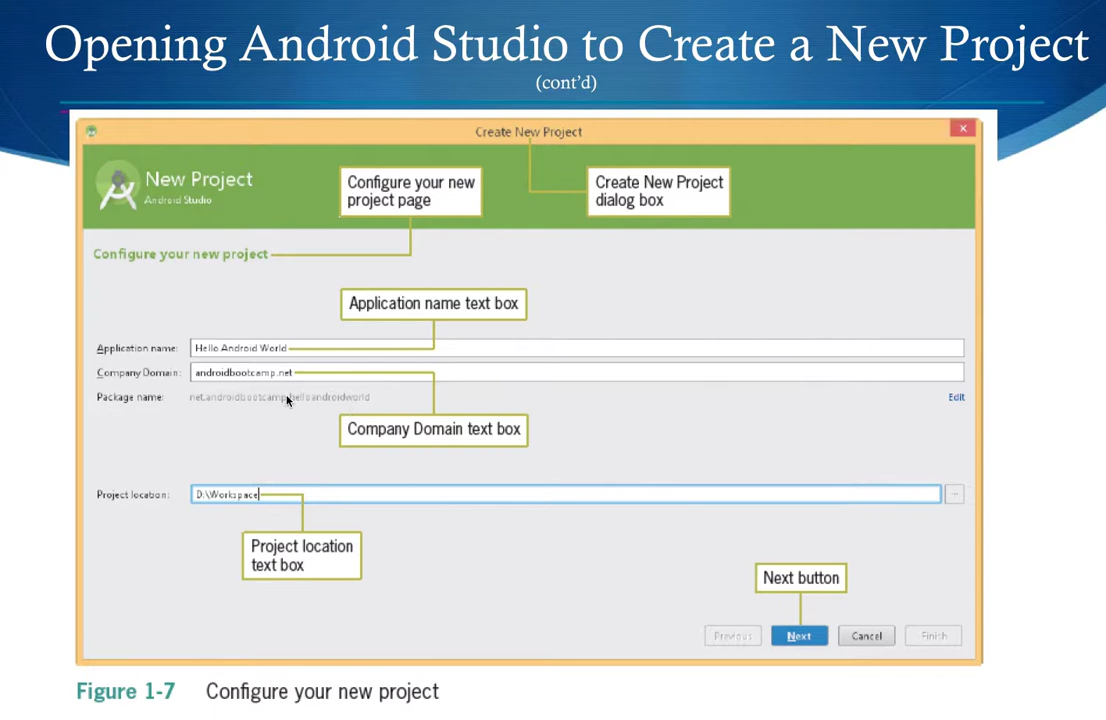 Opening Android Studio to Create a New Project
(cont'd)
Create New Project
New Project
Android Studio
Configure your new
project page
Create New Project
dialog box
Configure your new project
Application name text box
Application name: Hello Android World
Company Domain: androidbootcamp.net
Package name: net.androidbootcamp.helloandroidworld Edit
Company Domain text box
Project location: D:\Workspace ...
Project location
text box
Next button
Previous Next Cancel Finish
Figure 1-7 Configure your new project